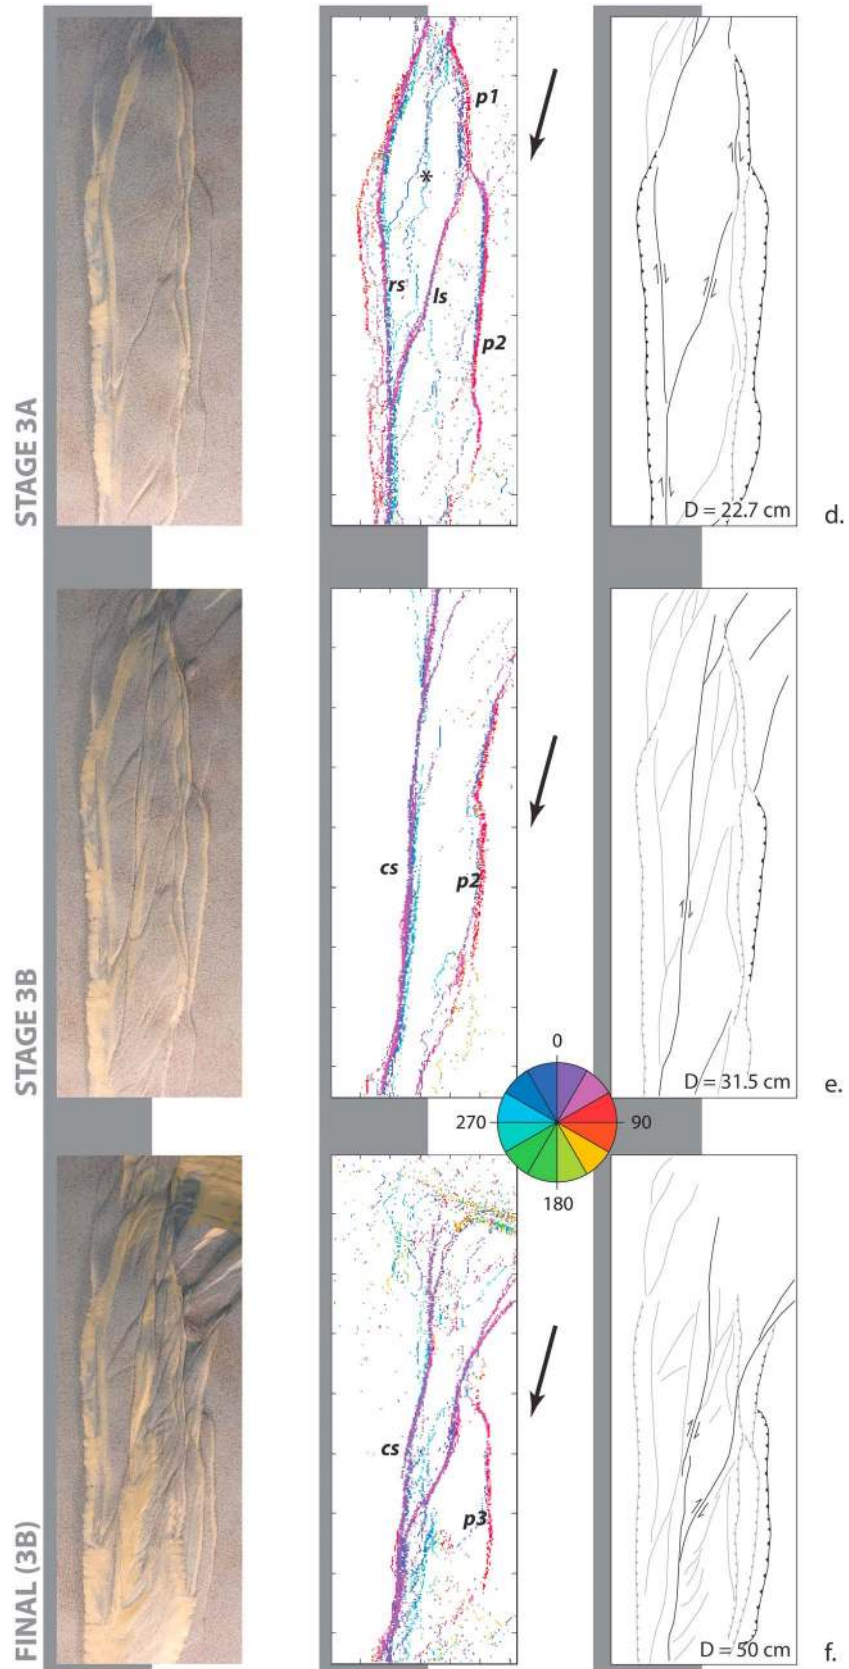 STAGE 3A
p1
*
rs
ls
p2
D = 22.7 cm
d.
STAGE 3B
cs
p2
D = 31.5 cm
e.
0
270
90
180
FINAL (3B)
cs
p3
D = 50 cm
f.